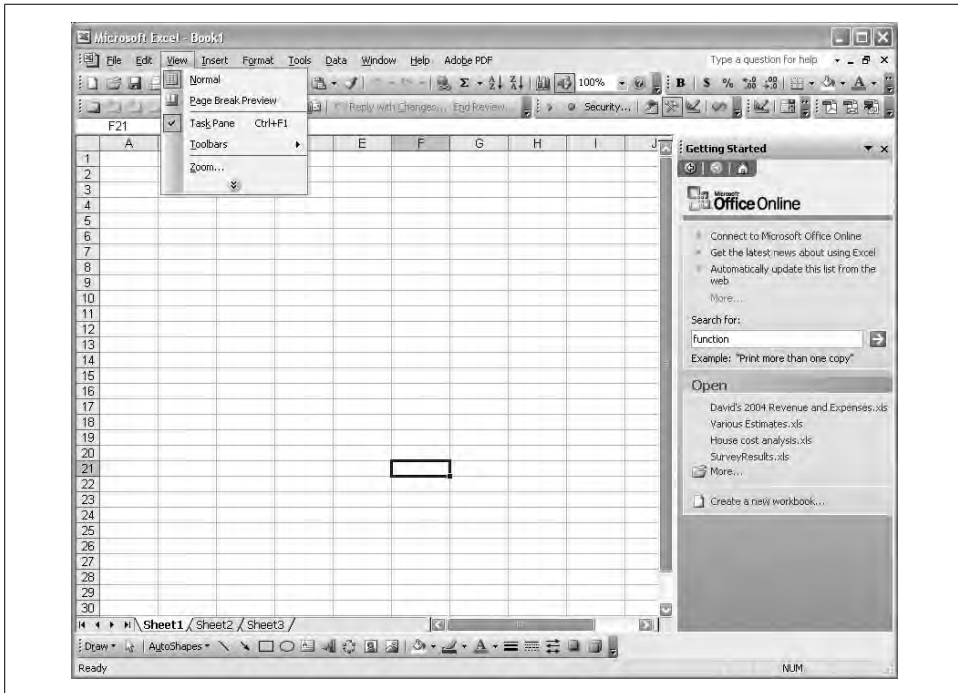 Microsoft Excel - Book1
File Edit View Insert Format Tools Data Window Help Adobe PDF Type a question for help
100% B $ % .00
Reply with Changes... End Review... Security...
Normal
Page Break Preview
Task Pane Ctrl+F1
Toolbars
Zoom...
F21
A E F G H I J
1
2
3
4
5
6
7
8
9
10
11
12
13
14
15
16
17
18
19
20
21
22
23
24
25
26
27
28
29
30
Getting Started
Microsoft
Office Online
Connect to Microsoft Office Online
Get the latest news about using Excel
Automatically update this list from the
web
More...
Search for:
function
Example: "Print more than one copy"
Open
David's 2004 Revenue and Expenses.xls
Various Estimates.xls
House cost analysis.xls
SurveyResults.xls
More...
Create a new workbook...
Sheet1 / Sheet2 / Sheet3 /
Draw AutoShapes
Ready NUM